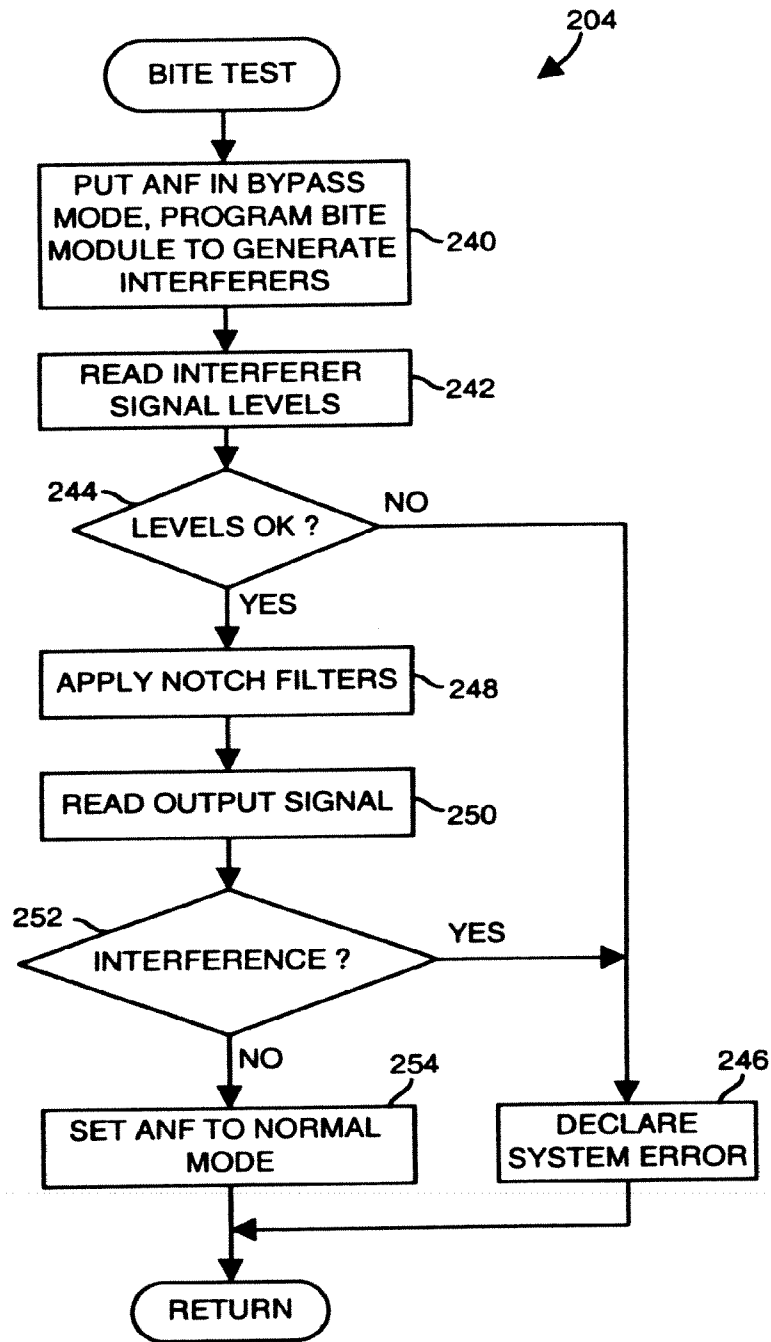 204
BITE TEST
PUT ANF IN BYPASS
MODE, PROGRAM BITE
MODULE TO GENERATE
INTERFERERS
240
READ INTERFERER
SIGNAL LEVELS
242
244
LEVELS OK ?
NO
YES
APPLY NOTCH FILTERS
248
READ OUTPUT SIGNAL
250
252
INTERFERENCE ?
YES
NO
254
SET ANF TO NORMAL
MODE
246
DECLARE
SYSTEM ERROR
RETURN